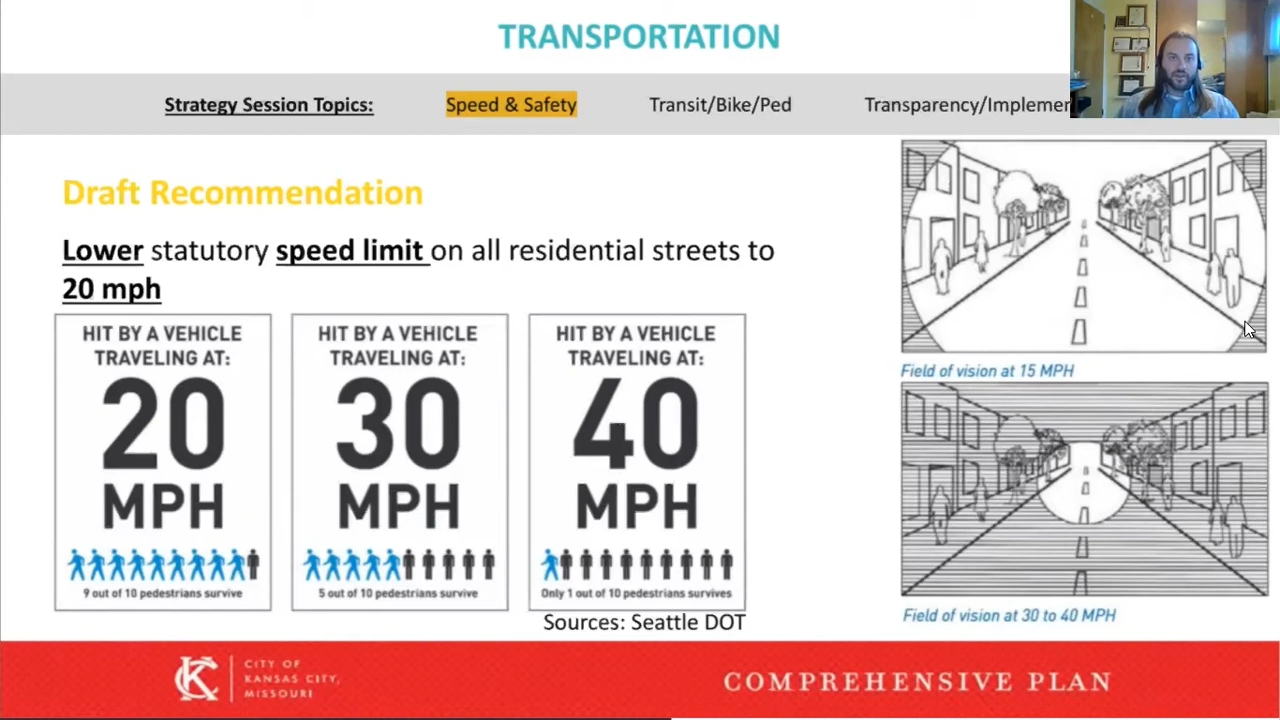 TRANSPORTATION
Strategy Session Topics: Speed & Safety Transit/Bike/Ped Transparency/Implemen
Draft Recommendation
Lower statutory speed limit on all residential streets to
20 mph
HIT BY A VEHICLE
TRAVELING AT:
20
MPH
9 out of 10 pedestrians survive
HIT BY A VEHICLE
TRAVELING AT:
30
MPH
5 out of 10 pedestrians survive
HIT BY A VEHICLE
TRAVELING AT:
40
MPH
Only 1 out of 10 pedestrians survives
Sources: Seattle DOT
Field of vision at 15 MPH
Field of vision at 30 to 40 MPH
KC
CITY OF
KANSAS CITY,
MISSOURI
COMPREHENSIVE PLAN